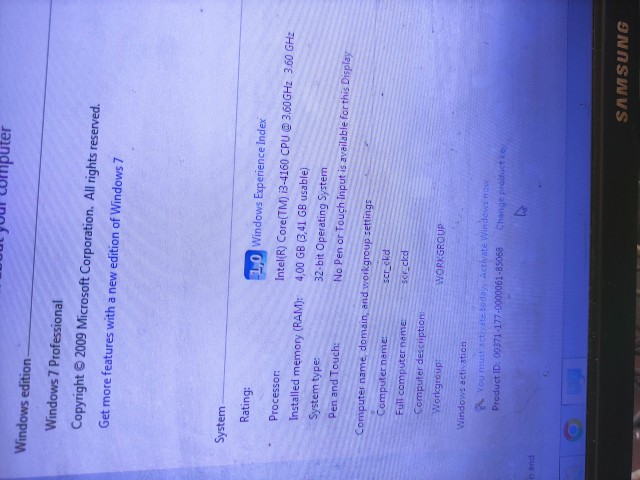 about your computer
Windows edition
Windows 7 Professional
Copyright © 2009 Microsoft Corporation. All rights reserved.
Get more features with a new edition of Windows 7
System
Rating:
1,0 Windows Experience Index
Processor: Intel(R) Core(TM) i3-4160 CPU @ 3.60GHz 3.60 GHz
Installed memory (RAM): 4,00 GB (3,41 GB usable)
System type: 32-bit Operating System
Pen and Touch: No Pen or Touch Input is available for this Display
Computer name, domain, and workgroup settings
Computer name: scr_ckd
Full computer name: scr_ckd
Computer description:
Workgroup: WORKGROUP
Windows activation
You must activate today. Activate Windows now
Product ID: 00371-177-0000061-85068 Change product key
and
SAMSUNG